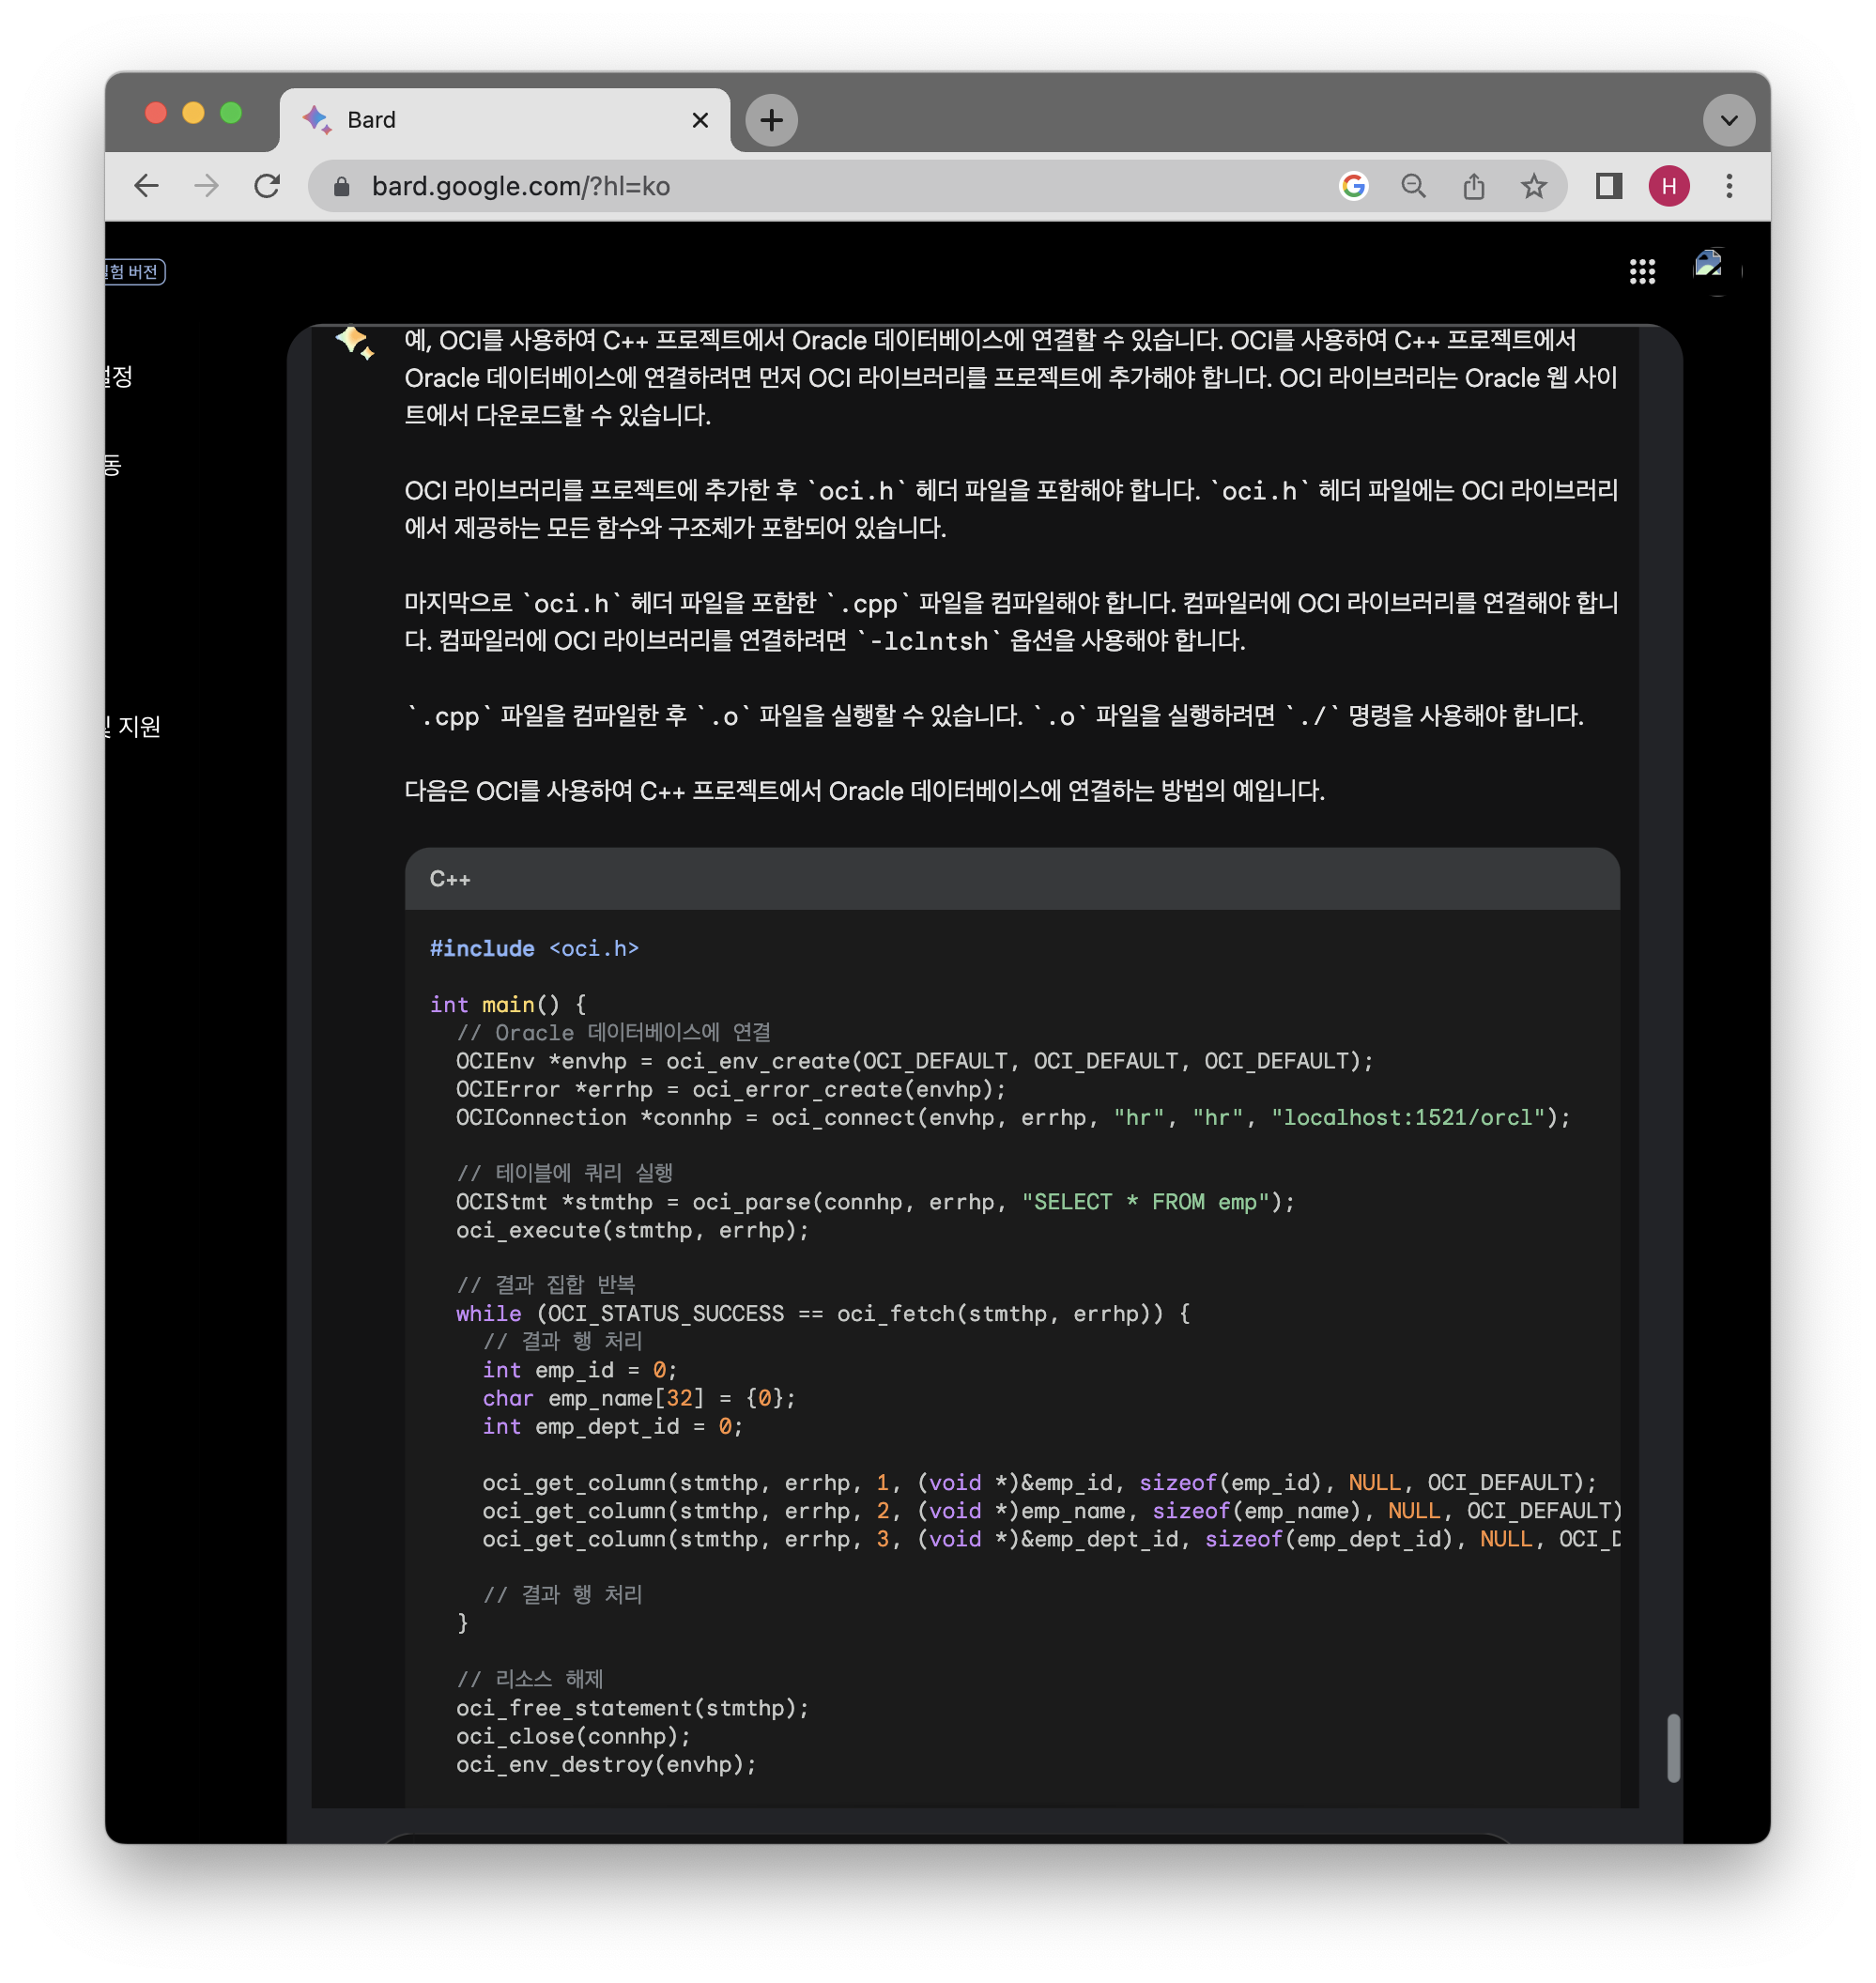 Bard
bard.google.com/?hl=ko
H
험 버전
정
동
지원
예, OCI를 사용하여 C++ 프로젝트에서 Oracle 데이터베이스에 연결할 수 있습니다. OCI를 사용하여 C++ 프로젝트에서
Oracle 데이터베이스에 연결하려면 먼저 OCI 라이브러리를 프로젝트에 추가해야 합니다. OCI 라이브러리는 Oracle 웹 사이
트에서 다운로드할 수 있습니다.
OCI 라이브러리를 프로젝트에 추가한 후 `oci.h` 헤더 파일을 포함해야 합니다. `oci.h` 헤더 파일에는 OCI 라이브러리
에서 제공하는 모든 함수와 구조체가 포함되어 있습니다.
마지막으로 `oci.h` 헤더 파일을 포함한 `.cpp` 파일을 컴파일해야 합니다. 컴파일러에 OCI 라이브러리를 연결해야 합니
다. 컴파일러에 OCI 라이브러리를 연결하려면 `-lclntsh` 옵션을 사용해야 합니다.
`.cpp` 파일을 컴파일한 후 `.o` 파일을 실행할 수 있습니다. `.o` 파일을 실행하려면 `./` 명령을 사용해야 합니다.
다음은 OCI를 사용하여 C++ 프로젝트에서 Oracle 데이터베이스에 연결하는 방법의 예입니다.
C++
#include <oci.h>
int main() {
  // Oracle 데이터베이스에 연결
  OCIEnv *envhp = oci_env_create(OCI_DEFAULT, OCI_DEFAULT, OCI_DEFAULT);
  OCIError *errhp = oci_error_create(envhp);
  OCIConnection *connhp = oci_connect(envhp, errhp, "hr", "hr", "localhost:1521/orcl");
  // 테이블에 쿼리 실행
  OCIStmt *stmthp = oci_parse(connhp, errhp, "SELECT * FROM emp");
  oci_execute(stmthp, errhp);
  // 결과 집합 반복
  while (OCI_STATUS_SUCCESS == oci_fetch(stmthp, errhp)) {
    // 결과 행 처리
    int emp_id = 0;
    char emp_name[32] = {0};
    int emp_dept_id = 0;
    oci_get_column(stmthp, errhp, 1, (void *)&emp_id, sizeof(emp_id), NULL, OCI_DEFAULT);
    oci_get_column(stmthp, errhp, 2, (void *)emp_name, sizeof(emp_name), NULL, OCI_DEFAULT)
    oci_get_column(stmthp, errhp, 3, (void *)&emp_dept_id, sizeof(emp_dept_id), NULL, OCI_D
    // 결과 행 처리
  }
  // 리소스 해제
  oci_free_statement(stmthp);
  oci_close(connhp);
  oci_env_destroy(envhp);